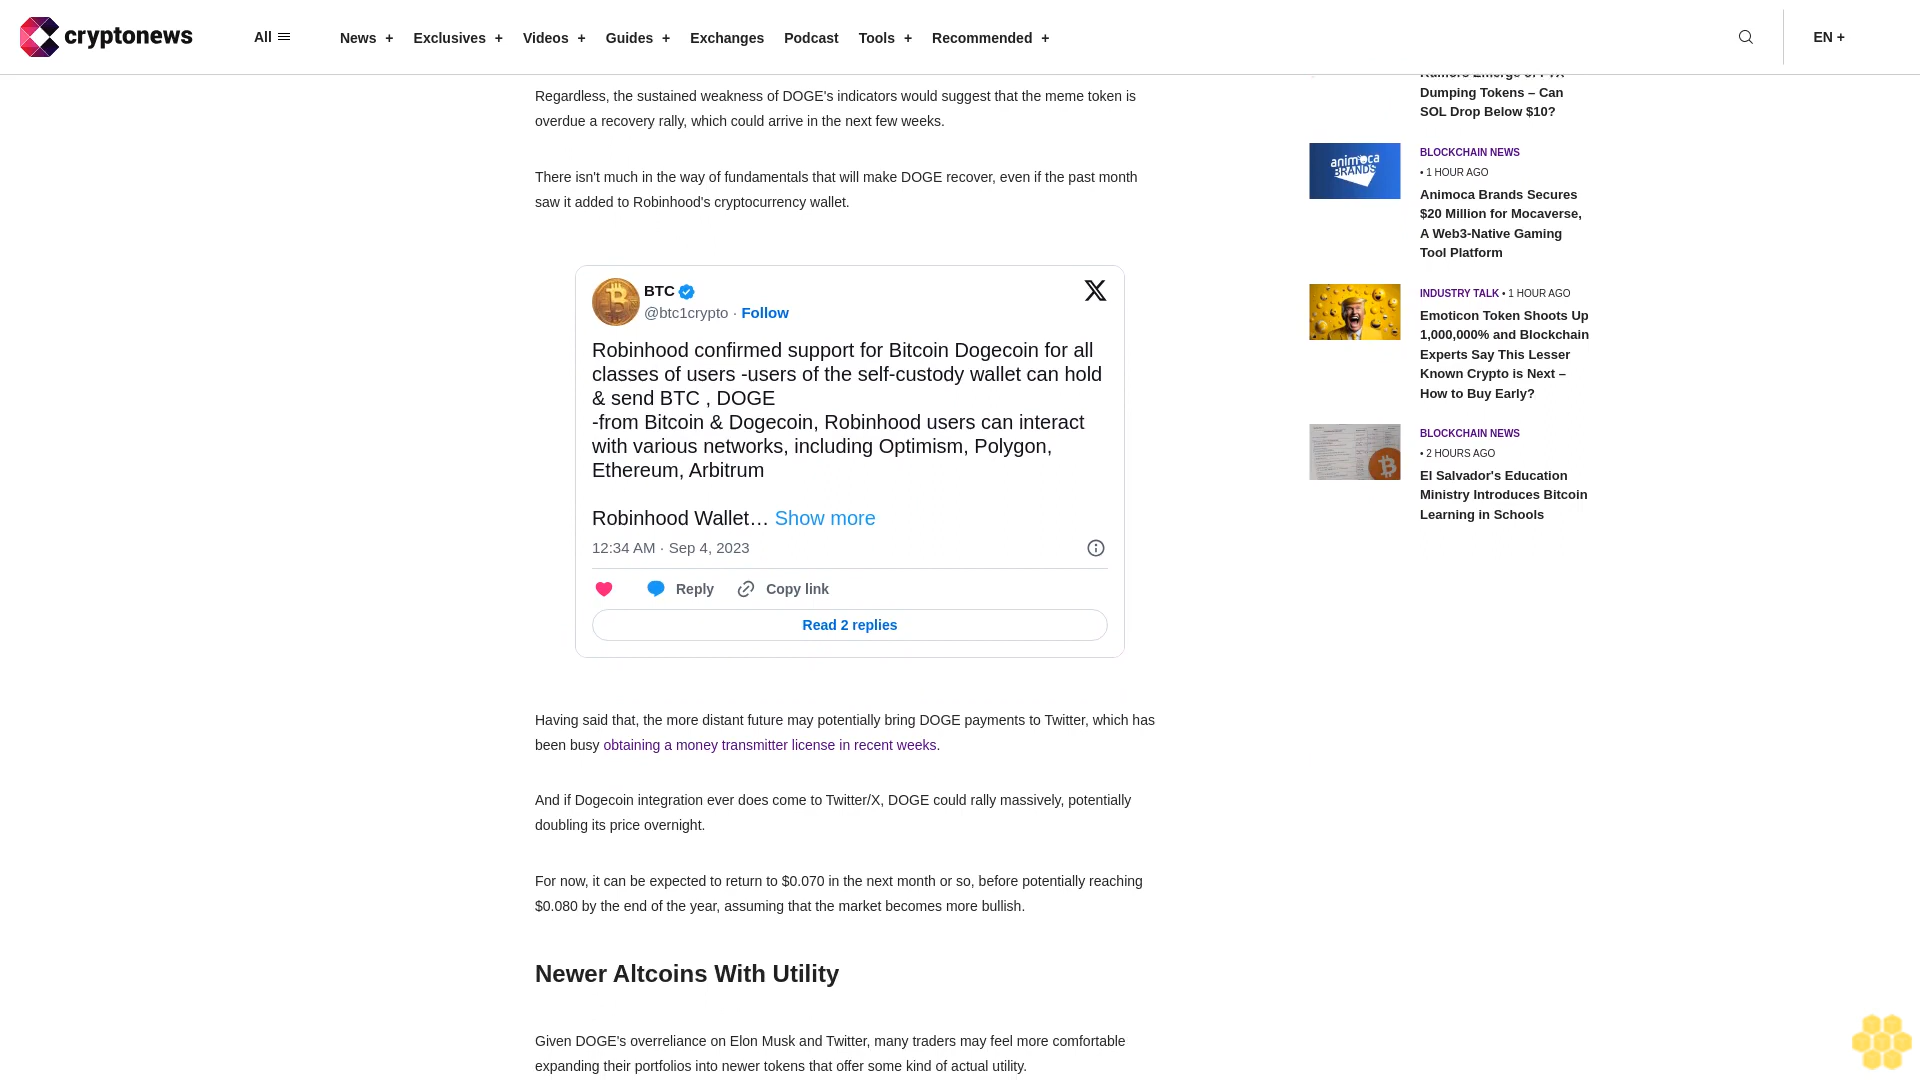 cryptonews
All
News +
Exclusives +
Videos +
Guides +
Exchanges
Podcast
Tools +
Recommended +
EN +
Regardless, the sustained weakness of DOGE's indicators would suggest that the meme token is
overdue a recovery rally, which could arrive in the next few weeks.
There isn't much in the way of fundamentals that will make DOGE recover, even if the past month
saw it added to Robinhood's cryptocurrency wallet.
BTC
@btc1crypto · Follow
Robinhood confirmed support for Bitcoin Dogecoin for all
classes of users -users of the self-custody wallet can hold
& send BTC , DOGE
-from Bitcoin & Dogecoin, Robinhood users can interact
with various networks, including Optimism, Polygon,
Ethereum, Arbitrum
Robinhood Wallet… Show more
12:34 AM · Sep 4, 2023
Reply
Copy link
Read 2 replies
Having said that, the more distant future may potentially bring DOGE payments to Twitter, which has
been busy obtaining a money transmitter license in recent weeks.
And if Dogecoin integration ever does come to Twitter/X, DOGE could rally massively, potentially
doubling its price overnight.
For now, it can be expected to return to $0.070 in the next month or so, before potentially reaching
$0.080 by the end of the year, assuming that the market becomes more bullish.
Newer Altcoins With Utility
Given DOGE's overreliance on Elon Musk and Twitter, many traders may feel more comfortable
expanding their portfolios into newer tokens that offer some kind of actual utility.
Dumping Tokens – Can
SOL Drop Below $10?
animoca
BRANDS
BLOCKCHAIN NEWS
• 1 HOUR AGO
Animoca Brands Secures
$20 Million for Mocaverse,
A Web3-Native Gaming
Tool Platform
INDUSTRY TALK • 1 HOUR AGO
Emoticon Token Shoots Up
1,000,000% and Blockchain
Experts Say This Lesser
Known Crypto is Next –
How to Buy Early?
BLOCKCHAIN NEWS
• 2 HOURS AGO
El Salvador's Education
Ministry Introduces Bitcoin
Learning in Schools